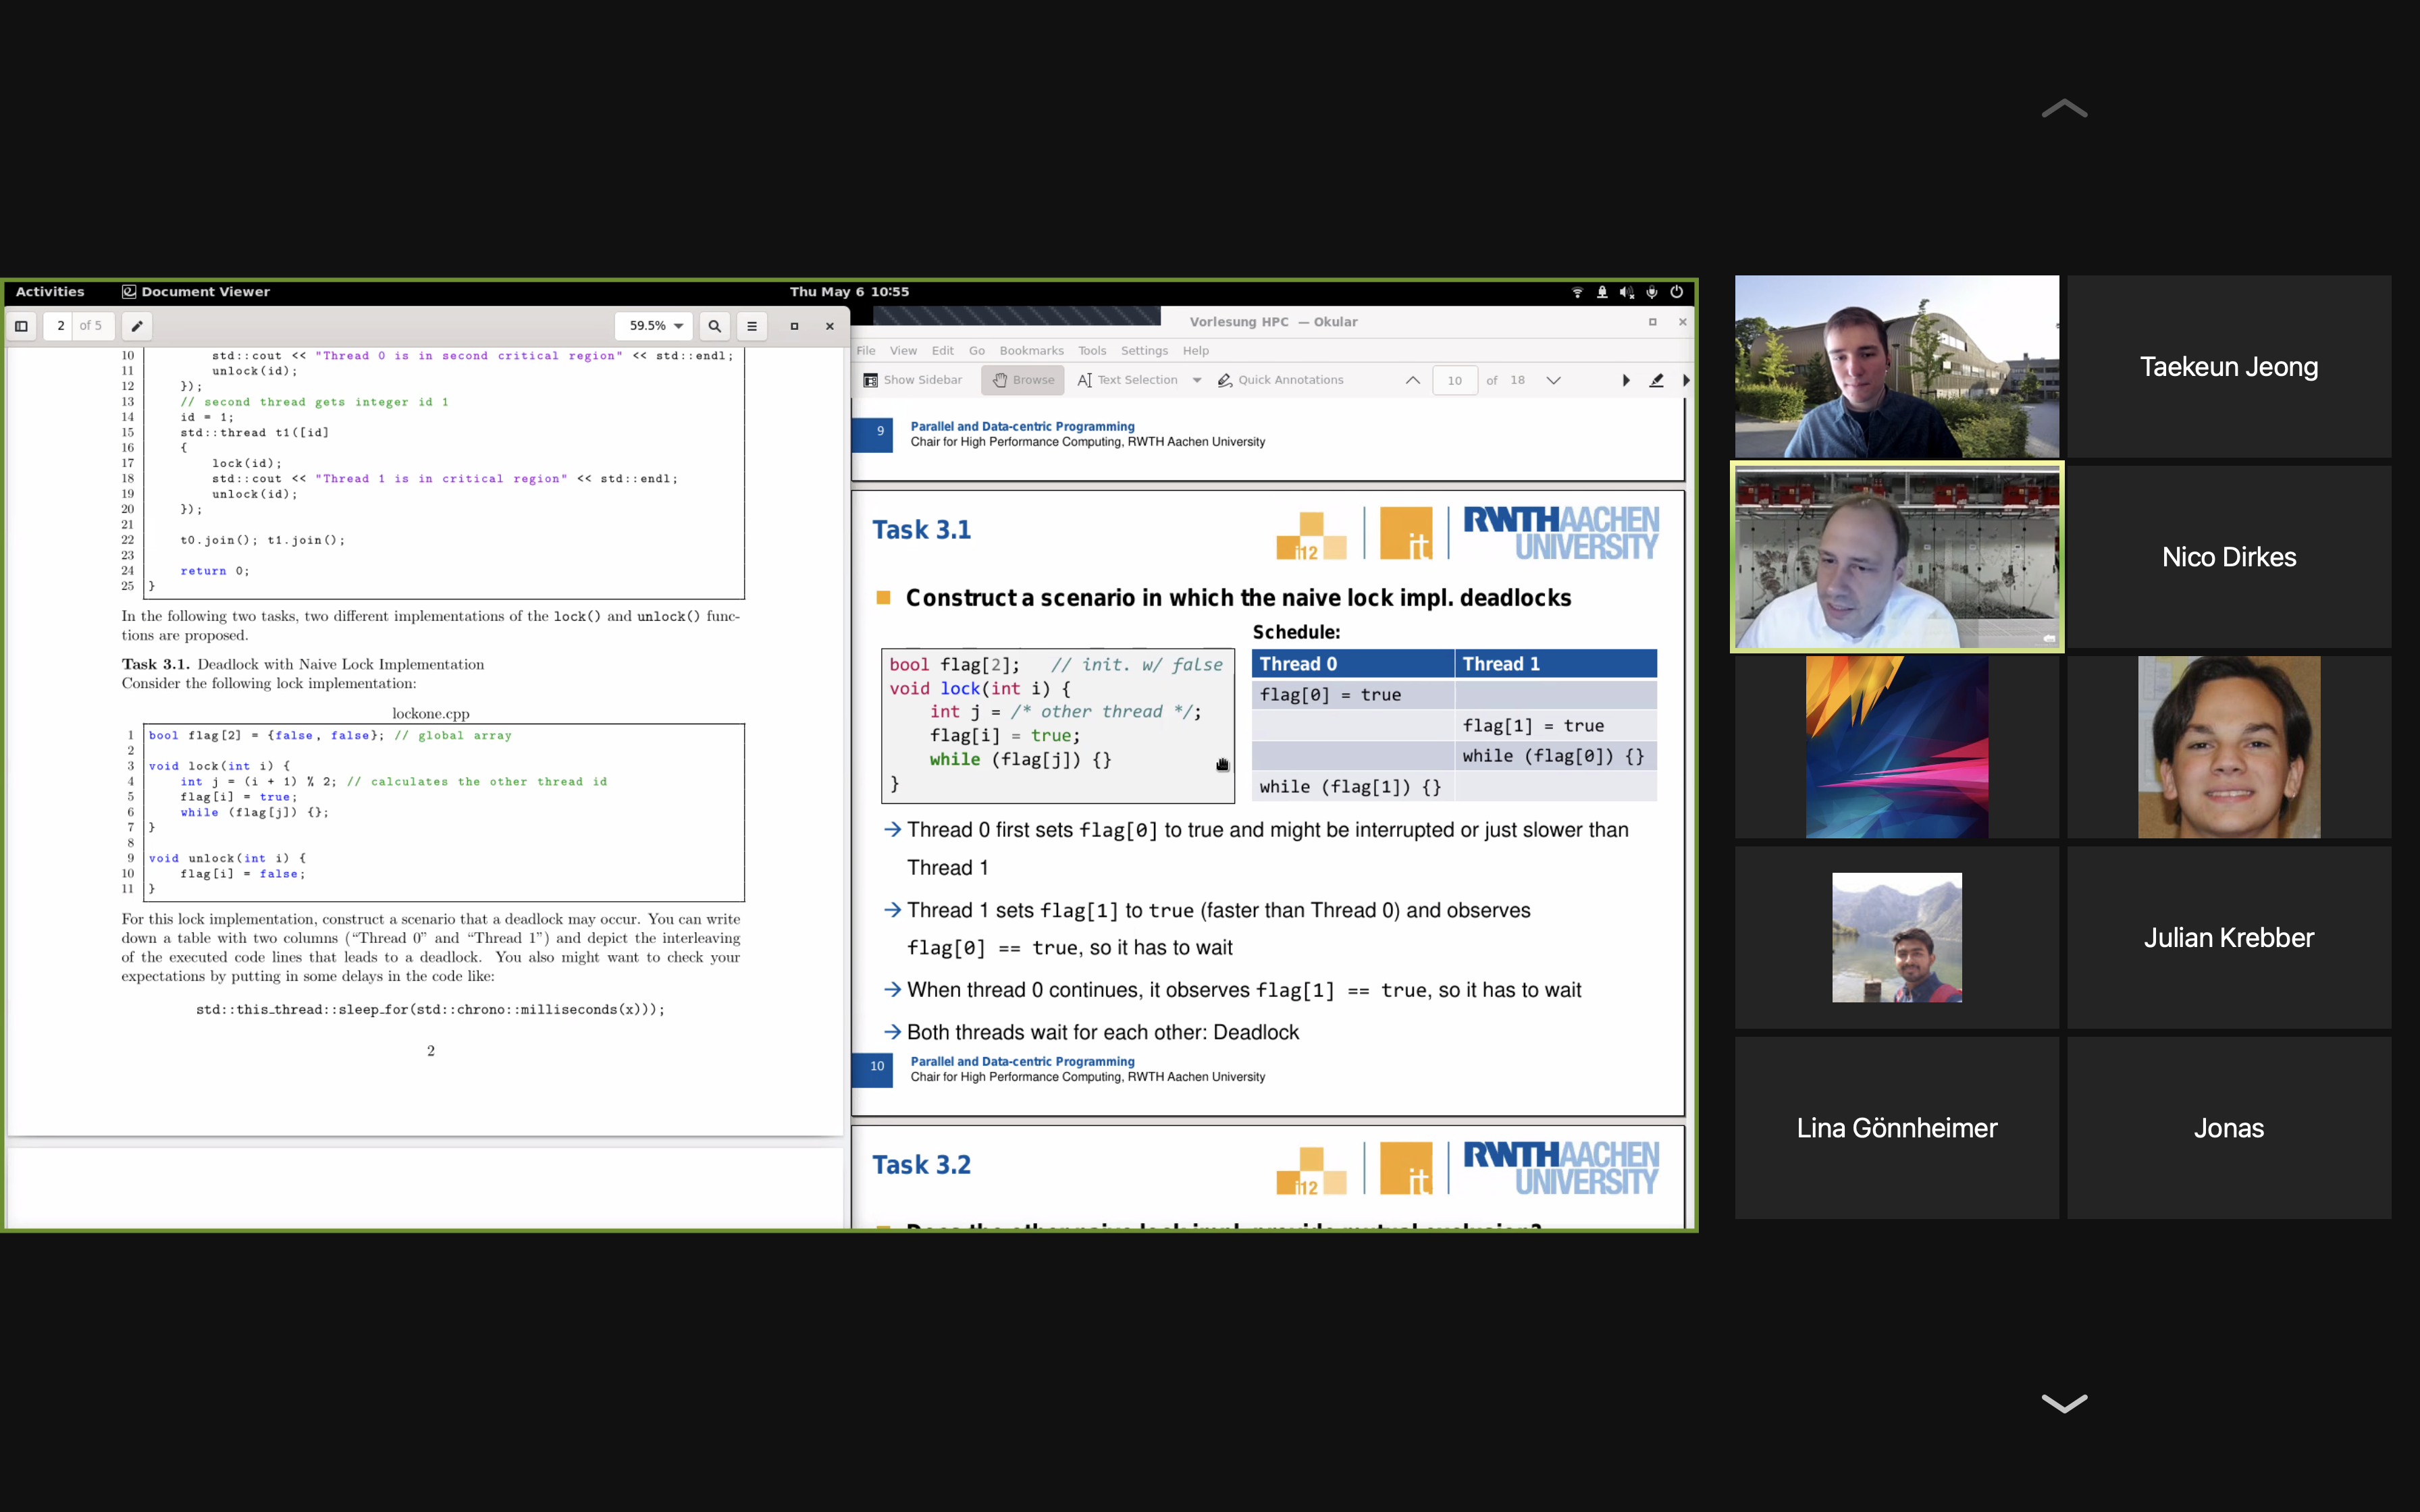 Activities
Document Viewer
Thu May 6 10:55
2 of 5
59.5%
10 std::cout << "Thread 0 is in second critical region" << std::endl;
11 unlock(id);
12 });
13 // second thread gets integer id 1
14 id = 1;
15 std::thread t1([id]
16 {
17 lock(id);
18 std::cout << "Thread 1 is in critical region" << std::endl;
19 unlock(id);
20 });
21
22 t0.join(); t1.join();
23
24 return 0;
25 }
In the following two tasks, two different implementations of the lock() and unlock() func-
tions are proposed.
Task 3.1. Deadlock with Naive Lock Implementation
Consider the following lock implementation:
lockone.cpp
1 bool flag[2] = {false, false}; // global array
2
3 void lock(int i) {
4 int j = (i + 1) % 2; // calculates the other thread id
5 flag[i] = true;
6 while (flag[j]) {};
7 }
8
9 void unlock(int i) {
10 flag[i] = false;
11 }
For this lock implementation, construct a scenario that a deadlock may occur. You can write
down a table with two columns (“Thread 0” and “Thread 1”) and depict the interleaving
of the executed code lines that leads to a deadlock. You also might want to check your
expectations by putting in some delays in the code like:
std::this_thread::sleep_for(std::chrono::milliseconds(x)));
2
Vorlesung HPC — Okular
File View Edit Go Bookmarks Tools Settings Help
Show Sidebar Browse Text Selection Quick Annotations 10 of 18
9
Parallel and Data-centric Programming
Chair for High Performance Computing, RWTH Aachen University
Task 3.1
i12
it
RWTH AACHEN
UNIVERSITY
Construct a scenario in which the naive lock impl. deadlocks
bool flag[2]; // init. w/ false
void lock(int i) {
int j = /* other thread */;
flag[i] = true;
while (flag[j]) {}
}
Schedule:
Thread 0 Thread 1
flag[0] = true
flag[1] = true
while (flag[0]) {}
while (flag[1]) {}
→ Thread 0 first sets flag[0] to true and might be interrupted or just slower than
Thread 1
→ Thread 1 sets flag[1] to true (faster than Thread 0) and observes
flag[0] == true, so it has to wait
→ When thread 0 continues, it observes flag[1] == true, so it has to wait
→ Both threads wait for each other: Deadlock
10
Parallel and Data-centric Programming
Chair for High Performance Computing, RWTH Aachen University
Task 3.2
i12
it
RWTH AACHEN
UNIVERSITY
Does the other naive lock impl. provide mutual exclusion?
Taekeun Jeong
Nico Dirkes
Julian Krebber
Lina Gönnheimer
Jonas